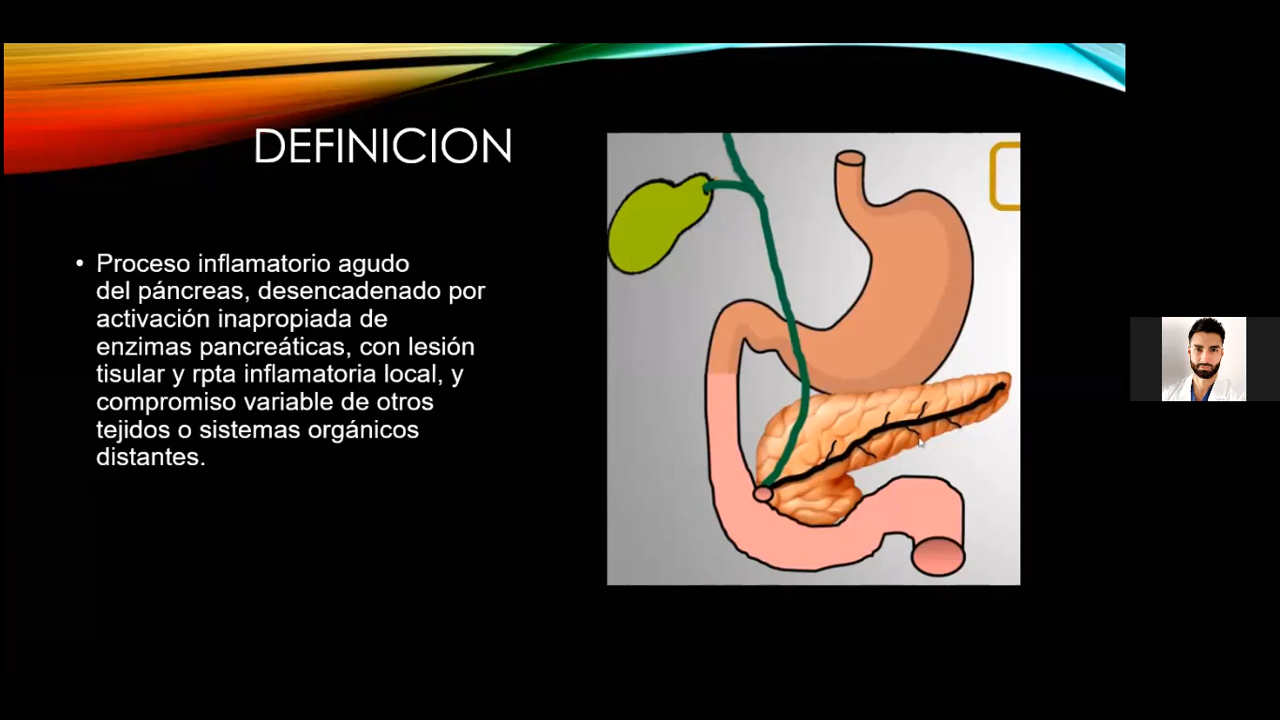 DEFINICION
• Proceso inflamatorio agudo
del páncreas, desencadenado por
activación inapropiada de
enzimas pancreáticas, con lesión
tisular y rpta inflamatoria local, y
compromiso variable de otros
tejidos o sistemas orgánicos
distantes.